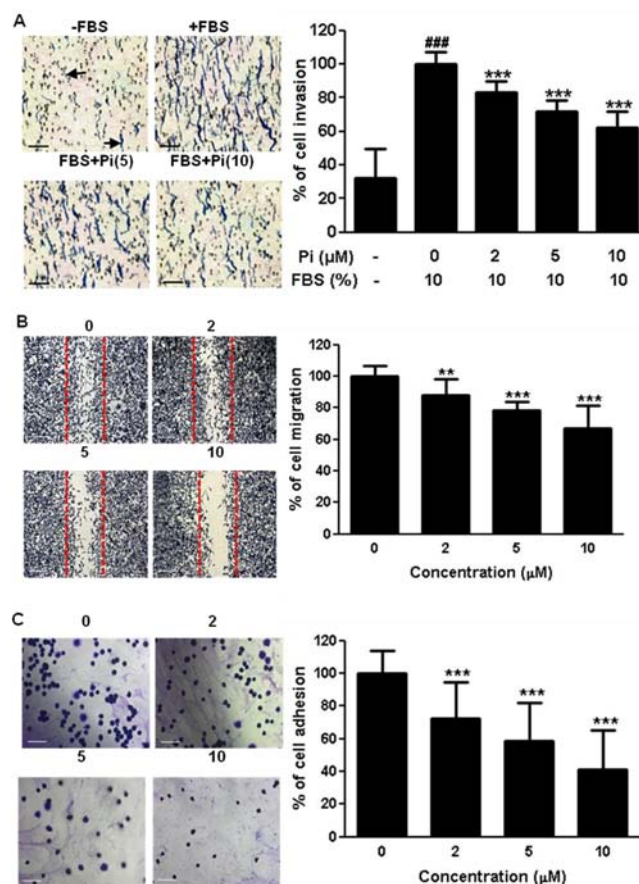 A
-FBS +FBS
FBS+Pi(5) FBS+Pi(10)
% of cell invasion
120
100
80
60
40
20
0
###
***
***
***
Pi (µM) - 0 2 5 10
FBS (%) - 10 10 10 10
B
0 2
5 10
% of cell migration
120
100
80
60
40
20
0
**
***
***
0 2 5 10
Concentration (µM)
C
0 2
5 10
% of cell adhesion
120
100
80
60
40
20
0
***
***
***
0 2 5 10
Concentration (µM)